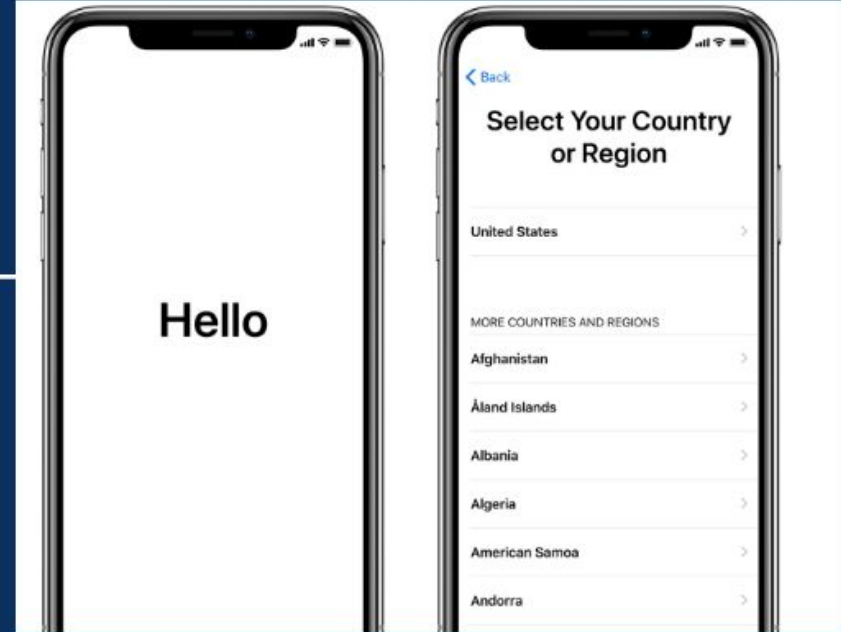 Hello
Back
Select Your Country
or Region
United States
MORE COUNTRIES AND REGIONS
Afghanistan
Åland Islands
Albania
Algeria
American Samoa
Andorra